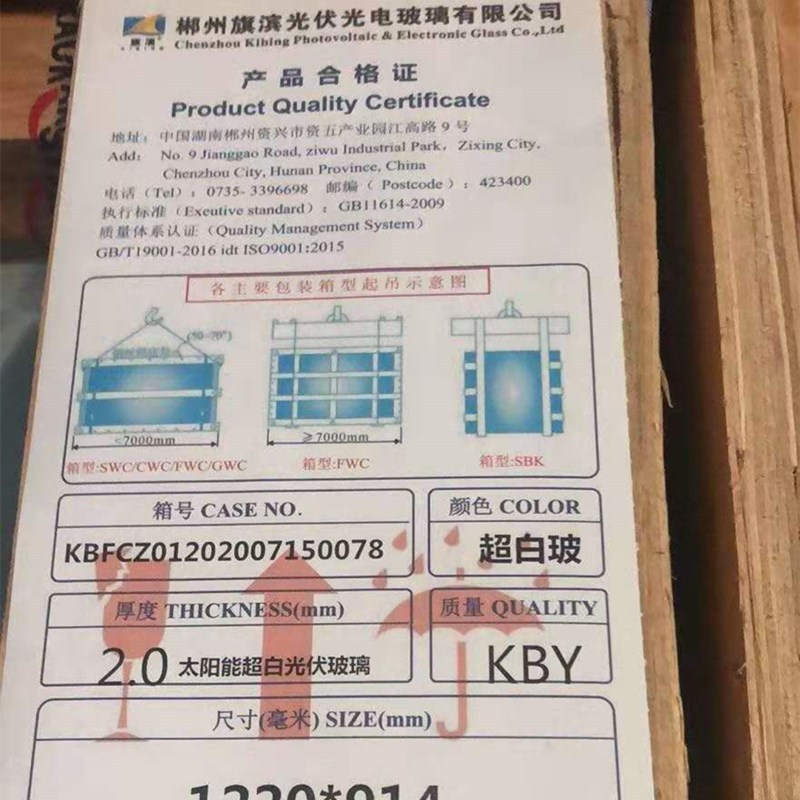 郴州旗滨光伏光电玻璃有限公司
Chenzhou Kibing Photovoltaic & Electronic Glass Co.,Ltd
产品合格证
Product Quality Certificate
地址：中国湖南郴州资兴市资五产业园江高路9号
Add: No. 9 Jianggao Road, ziwu Industrial Park, Zixing City,
Chenzhou City, Hunan Province, China
电话（Tel）：0735-3396698 邮编（Postcode）：423400
执行标准（Exeutive standard）：GB11614-2009
质量体系认证（Quality Management System）
GB/T19001-2016 idt ISO9001:2015
各主要包装箱型起吊示意图
(50-70°)
<7000mm ≥7000mm
箱型:SWC/CWC/FWC/GWC 箱型:FWC 箱型:SBK
箱号 CASE NO. 颜色 COLOR
KBFCZ01202007150078 超白玻
厚度 THICKNESS(mm) 质量 QUALITY
2.0 太阳能超白光伏玻璃 KBY
尺寸(毫米) SIZE(mm)
1220*914